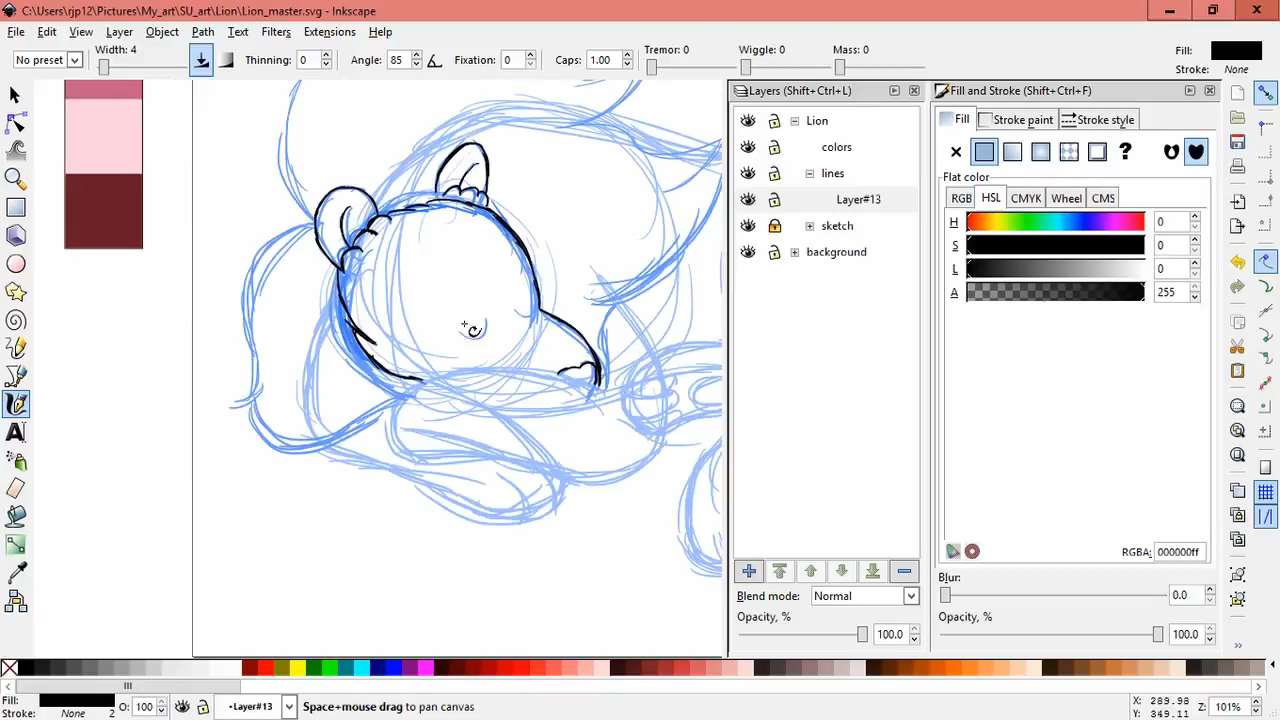 C:\Users\rjp12\Pictures\My_art\SU_art\Lion\Lion_master.svg - Inkscape
File Edit View Layer Object Path Text Filters Extensions Help
No preset Width: 4 Thinning: 0 Angle: 85 Fixation: 0 Caps: 1.00 Tremor: 0 Wiggle: 0 Mass: 0 Fill: Stroke: None
Layers (Shift+Ctrl+L)
Lion
colors
lines
Layer#13
sketch
background
Blend mode: Normal
Opacity, % 100.0
Fill and Stroke (Shift+Ctrl+F)
Fill Stroke paint Stroke style
?
Flat color
RGB HSL CMYK Wheel CMS
H 0
S 0
L 0
A 255
RGBA: 000000ff
Blur: 0.0
Opacity, % 100.0
Fill: Stroke: None 2 O: 100 •Layer#13 Space+mouse drag to pan canvas X: 289.98 Y: 349.11 Z: 101%